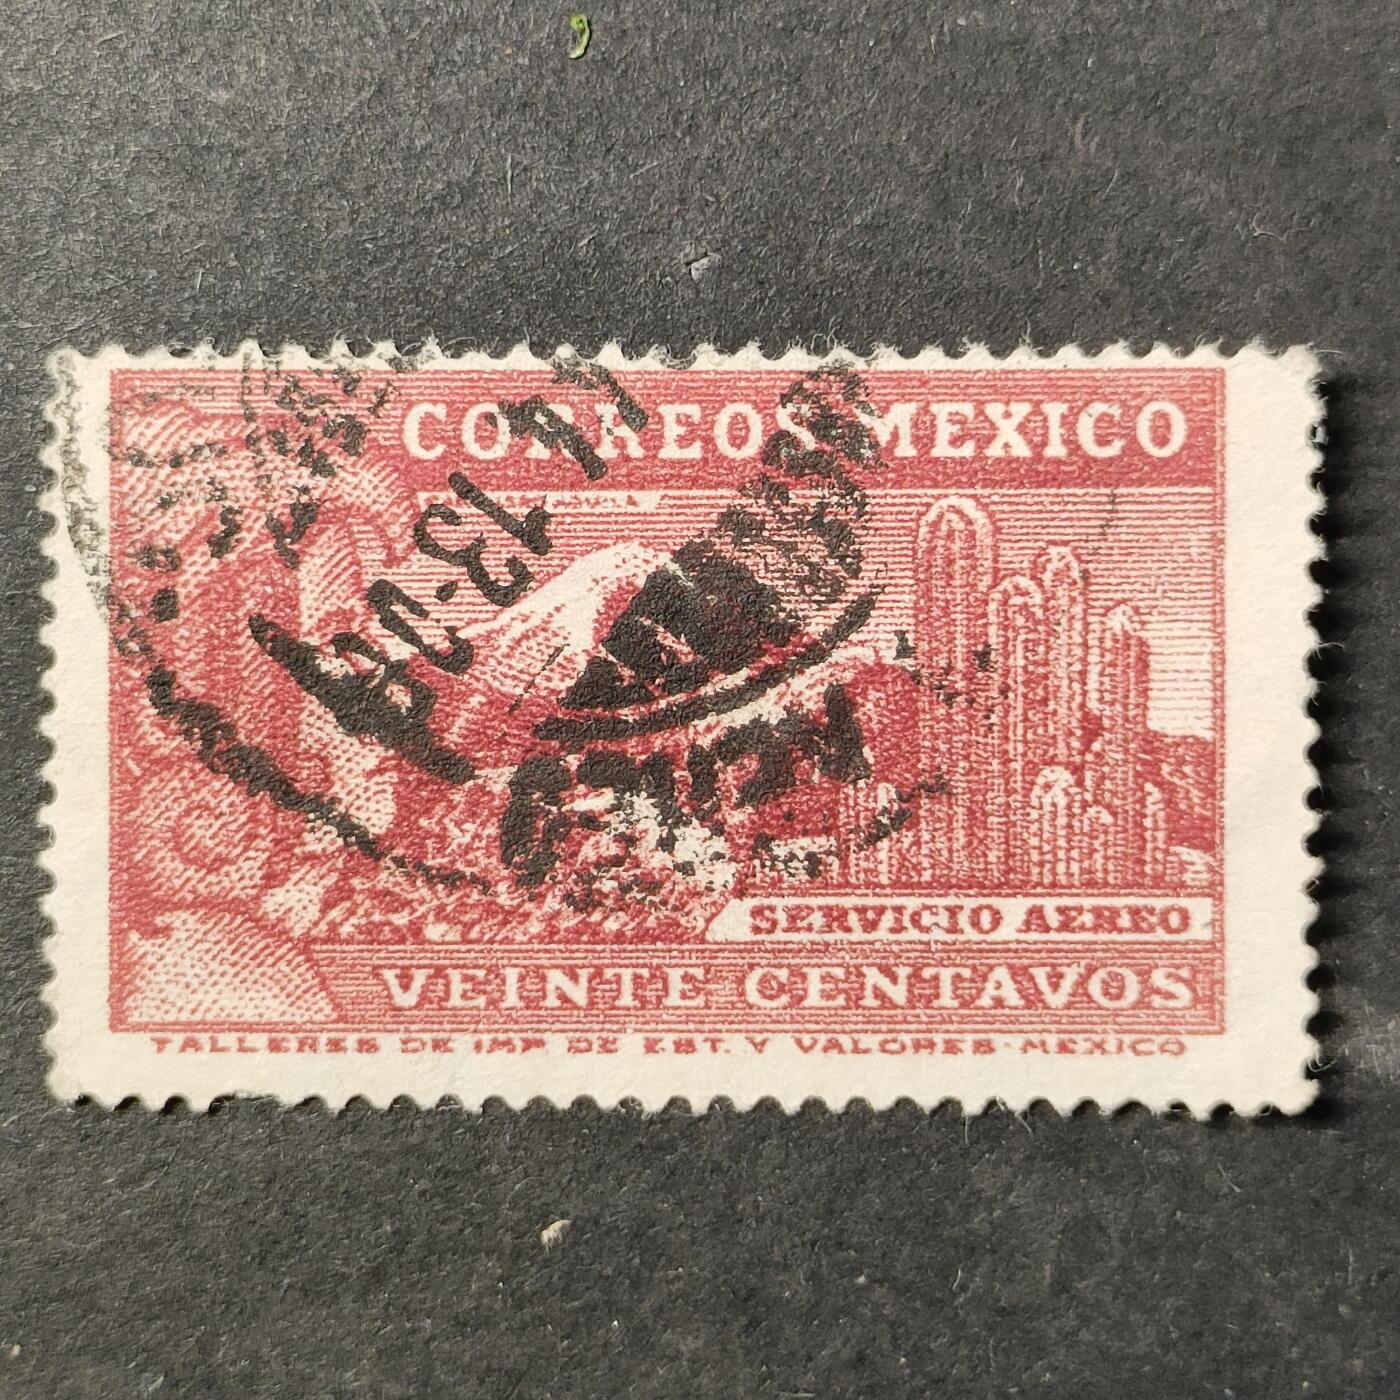 CORREOS MEXICO
SERVICIO AEREO
VEINTE CENTAVOS
TALLERES DE IMP. DE EST. Y VALORES-MEXICO